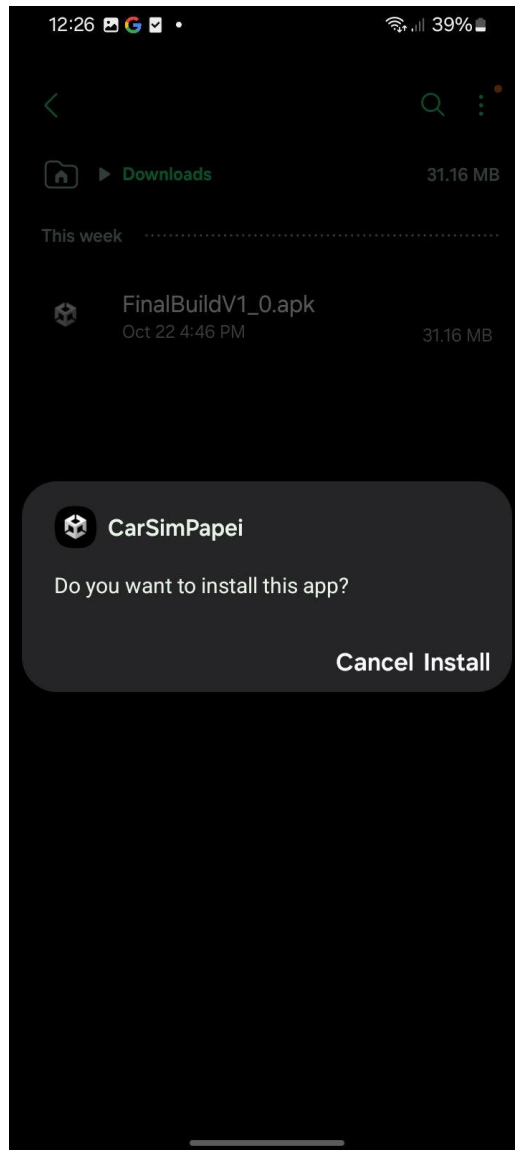 12:26 39%
Downloads 31.16 MB
This week
FinalBuildV1_0.apk
Oct 22 4:46 PM 31.16 MB
CarSimPapei
Do you want to install this app?
Cancel Install